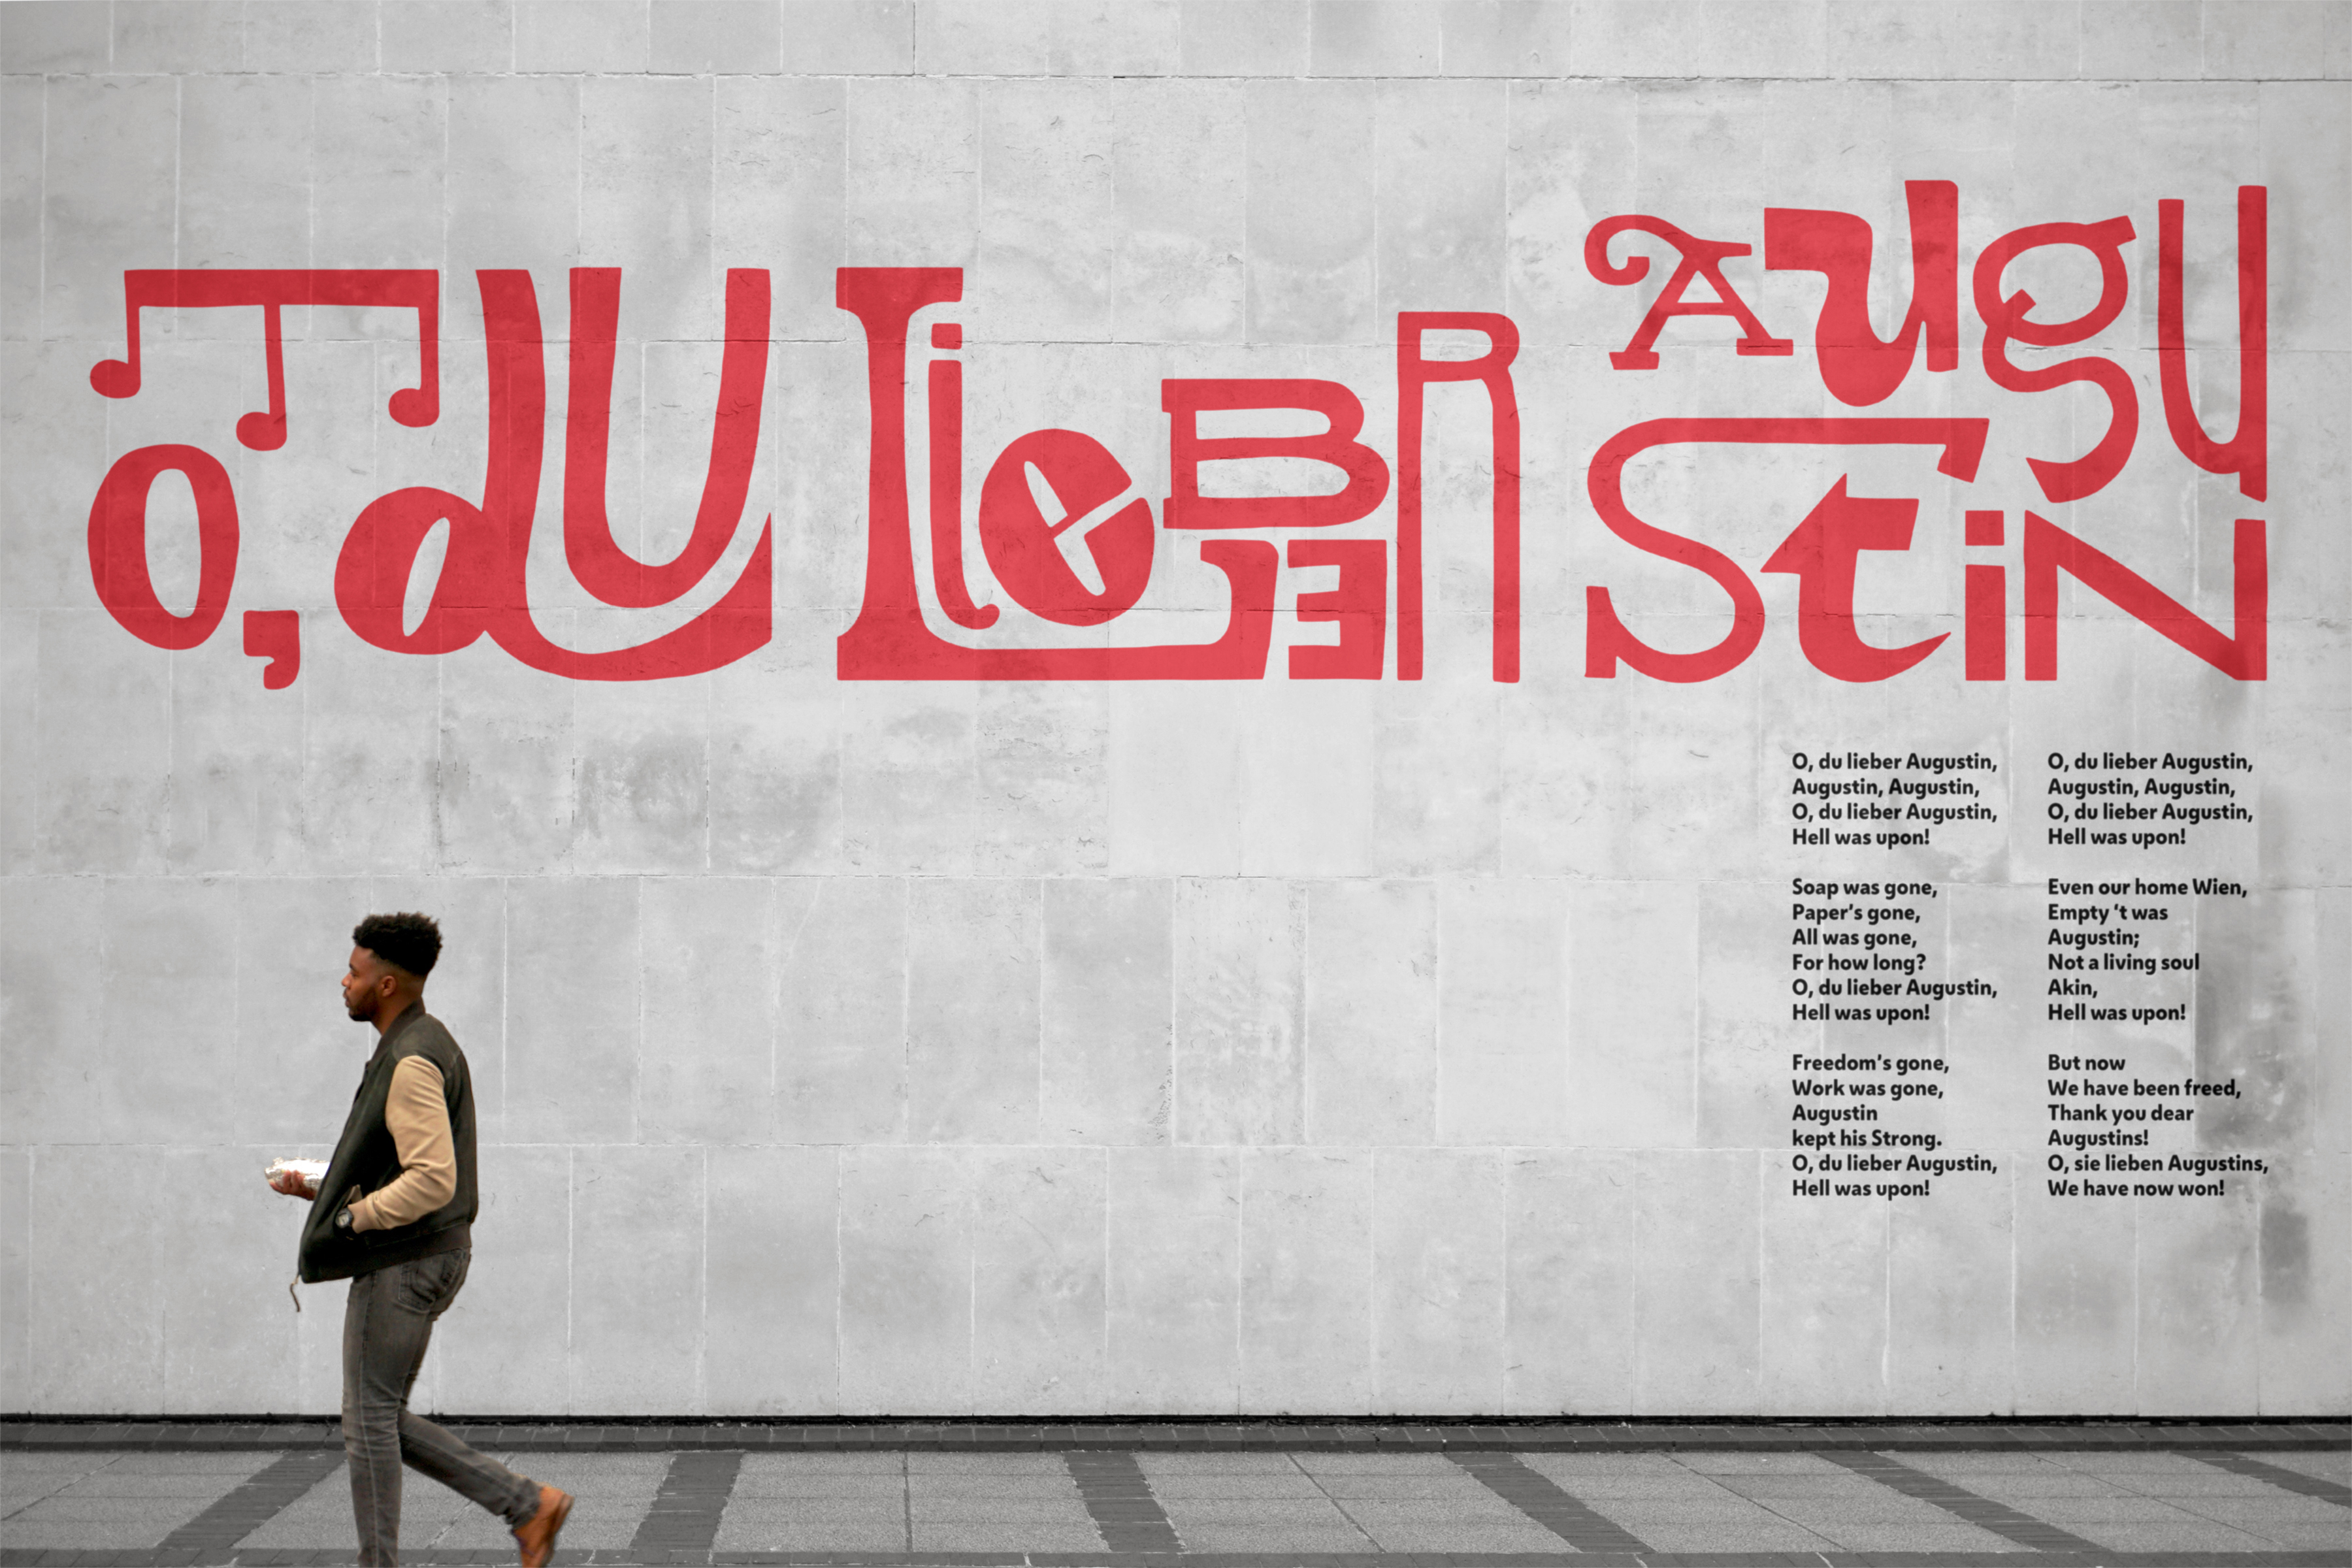 O, dU LieBER AUgUStiN
O, du lieber Augustin,
Augustin, Augustin,
O, du lieber Augustin,
Hell was upon!
Soap was gone,
Paper's gone,
All was gone,
For how long?
O, du lieber Augustin,
Hell was upon!
Freedom's gone,
Work was gone,
Augustin
kept his Strong.
O, du lieber Augustin,
Hell was upon!
O, du lieber Augustin,
Augustin, Augustin,
O, du lieber Augustin,
Hell was upon!
Even our home Wien,
Empty ‘t was
Augustin;
Not a living soul
Akin,
Hell was upon!
But now
We have been freed,
Thank you dear
Augustins!
O, sie lieben Augustins,
We have now won!